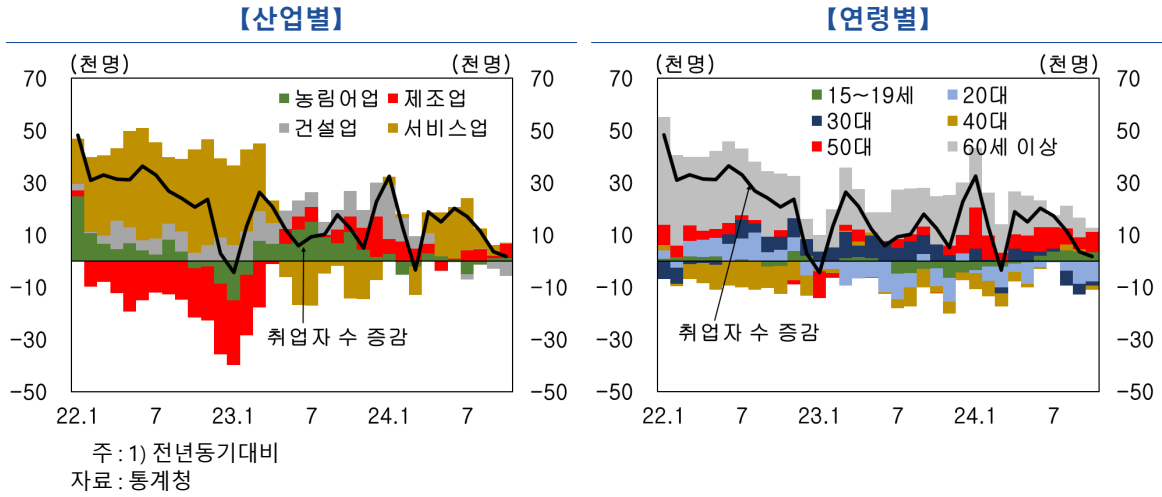 【산업별】
(천명) (천명)
70 70
50 50
30 30
10 10
-10 -10
-30 -30
-50 -50
농림어업 제조업
건설업 서비스업
취업자 수 증감
22.1 7 23.1 7 24.1 7
【연령별】
(천명) (천명)
70 70
50 50
30 30
10 10
-10 -10
-30 -30
-50 -50
15~19세 20대
30대 40대
50대 60세 이상
취업자 수 증감
22.1 7 23.1 7 24.1 7
주 : 1) 전년동기대비
자료 : 통계청